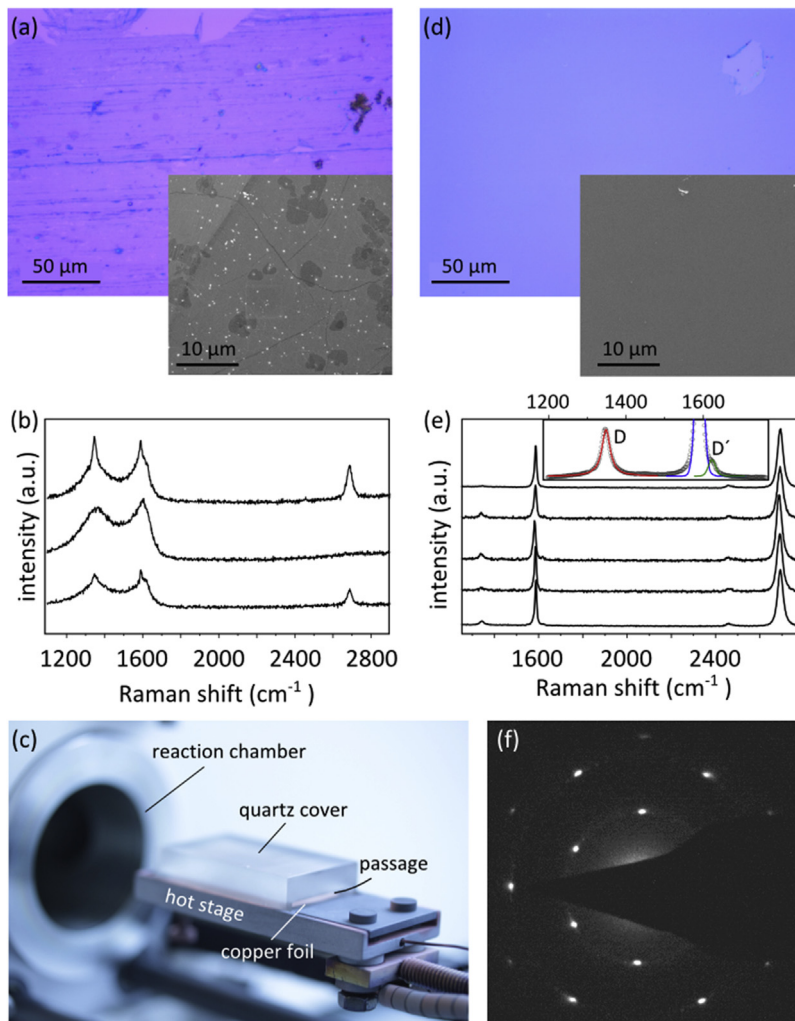 (a)
50 µm
10 µm
(d)
50 µm
10 µm
(b)
intensity (a.u.)
1200 1600 2000 2400 2800
Raman shift (cm-1 )
(e)
1200 1400 1600
D
D´
intensity (a.u.)
1600 2000 2400
Raman shift (cm-1)
(c)
reaction chamber
quartz cover
passage
hot stage
copper foil
(f)